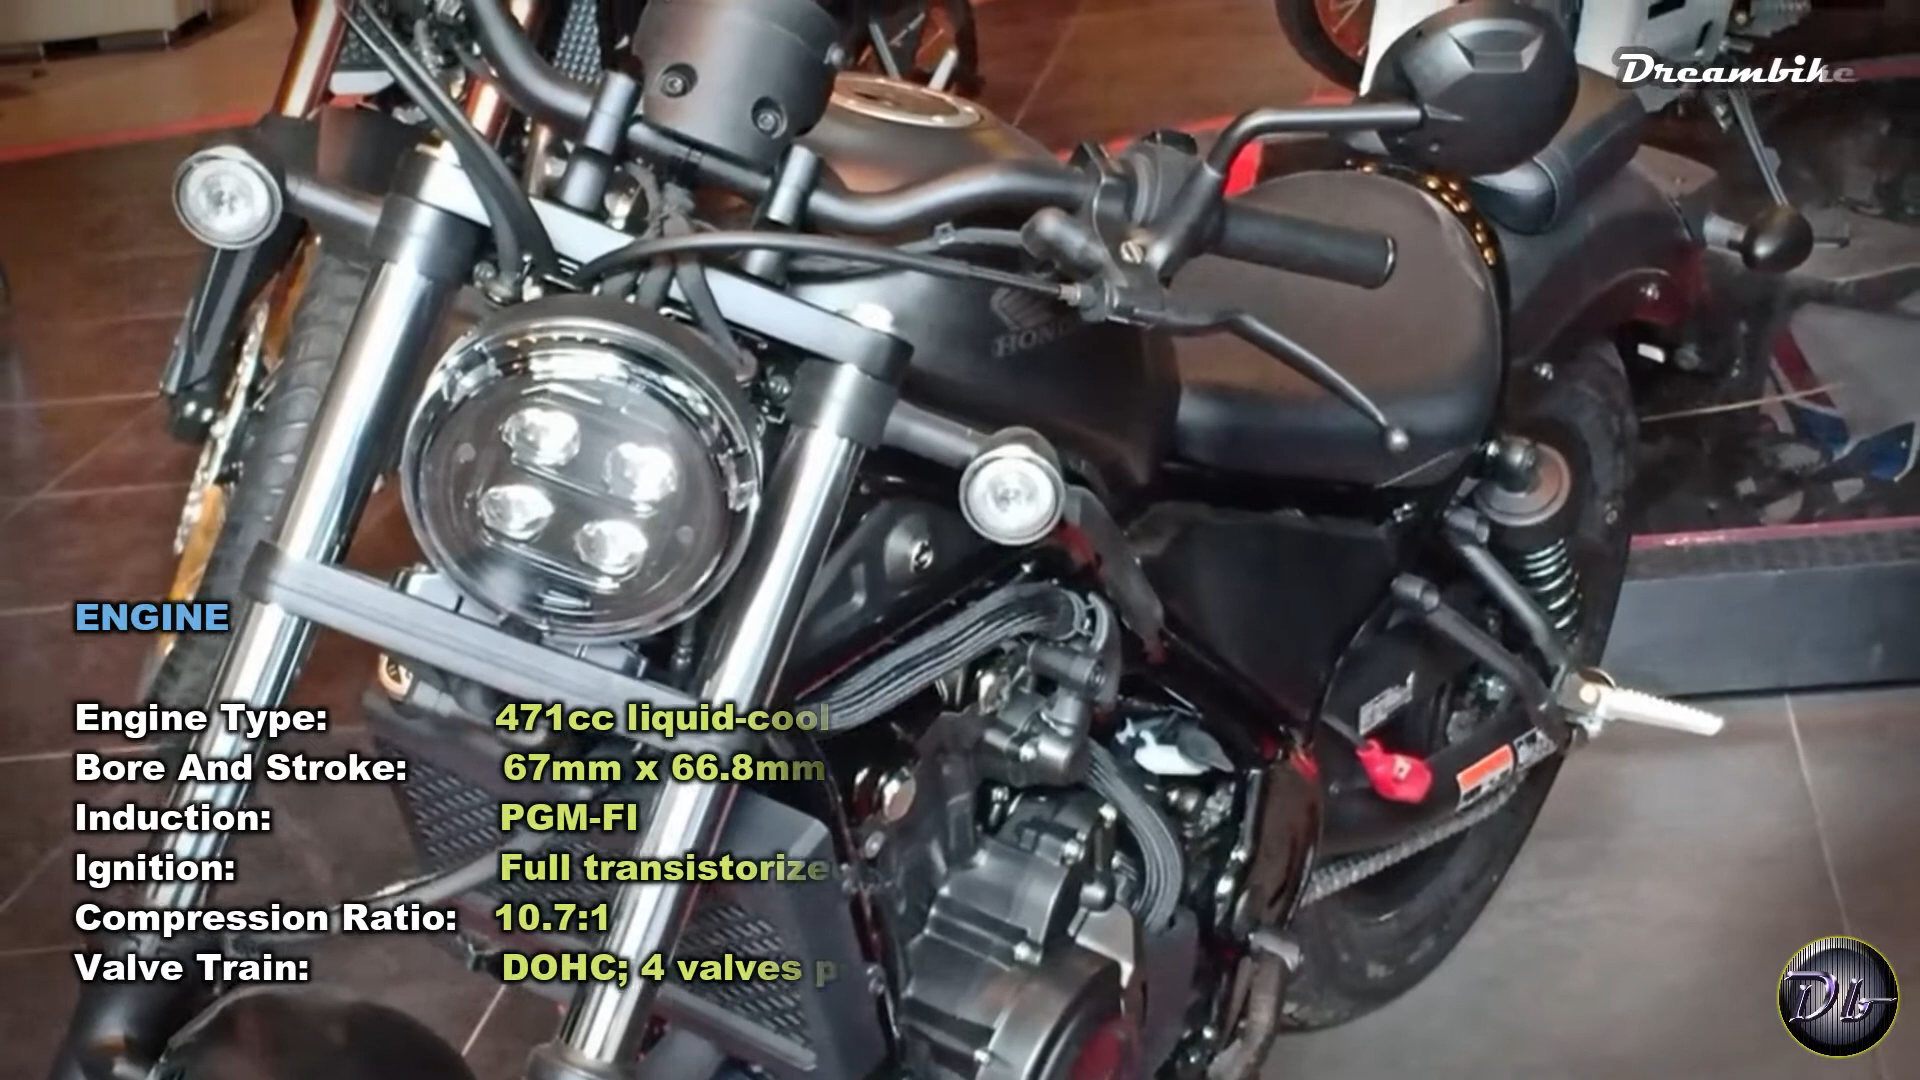 Dreambike
HONDA
ENGINE
Engine Type: 471cc liquid-cool
Bore And Stroke: 67mm x 66.8mm
Induction: PGM-FI
Ignition: Full transistorize
Compression Ratio: 10.7:1
Valve Train: DOHC; 4 valves p
Db